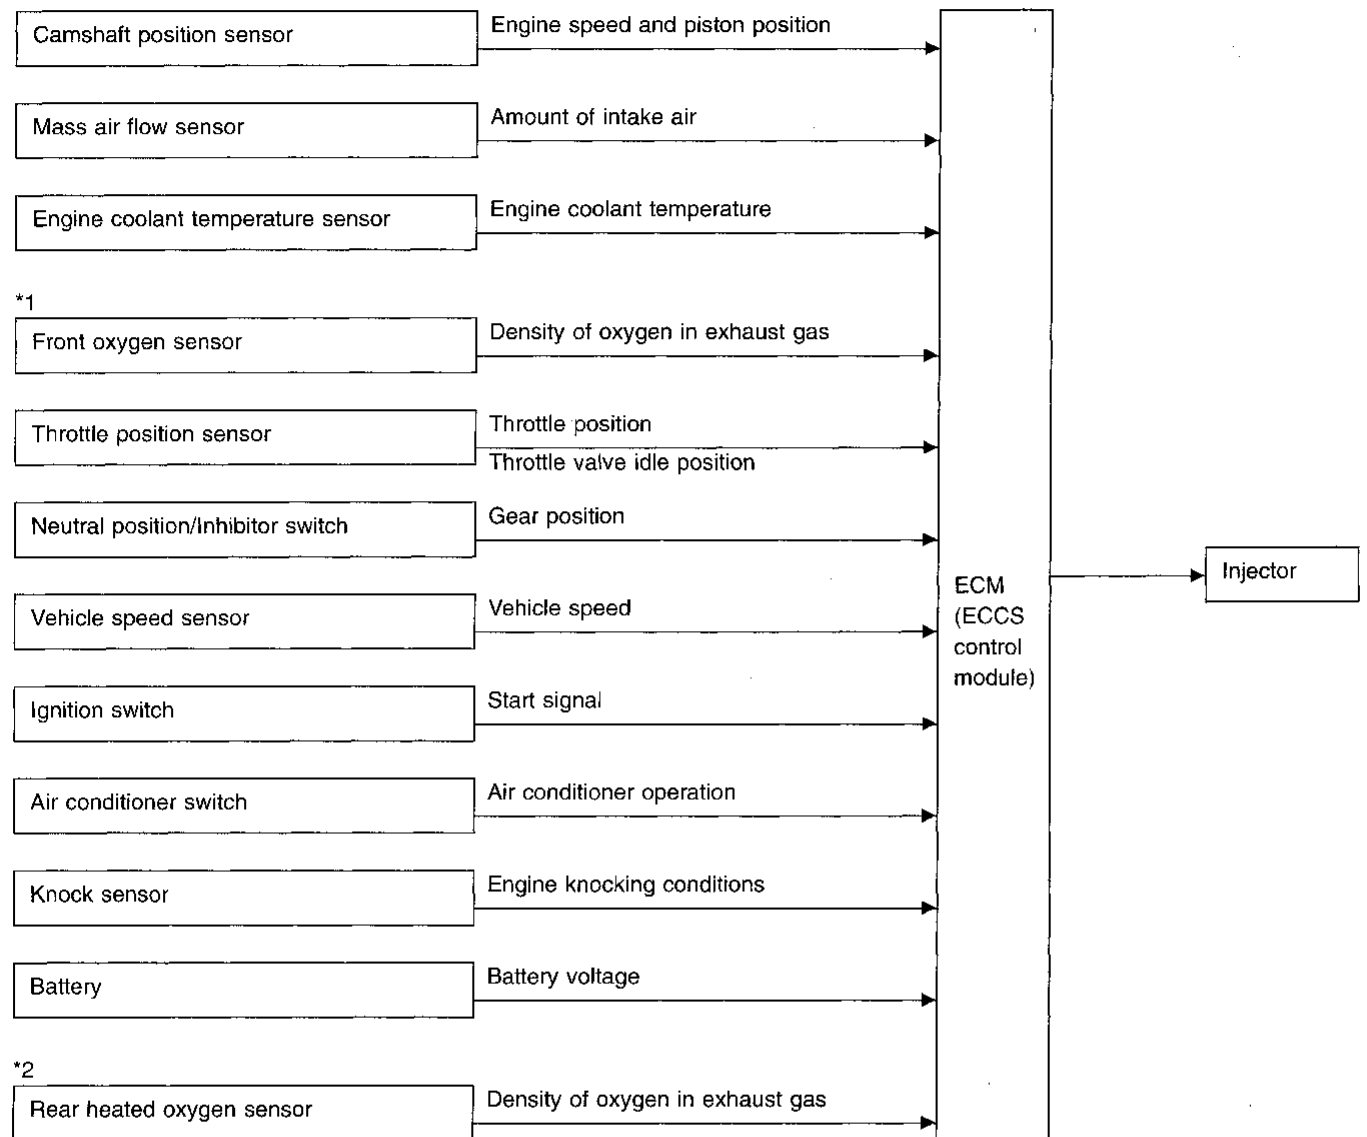 Camshaft position sensor
Engine speed and piston position
Mass air flow sensor
Amount of intake air
Engine coolant temperature sensor
Engine coolant temperature
*1
Front oxygen sensor
Density of oxygen in exhaust gas
Throttle position sensor
Throttle position
Throttle valve idle position
Neutral position/Inhibitor switch
Gear position
Vehicle speed sensor
Vehicle speed
Ignition switch
Start signal
Air conditioner switch
Air conditioner operation
Knock sensor
Engine knocking conditions
Battery
Battery voltage
*2
Rear heated oxygen sensor
Density of oxygen in exhaust gas
ECM
(ECCS
control
module)
Injector